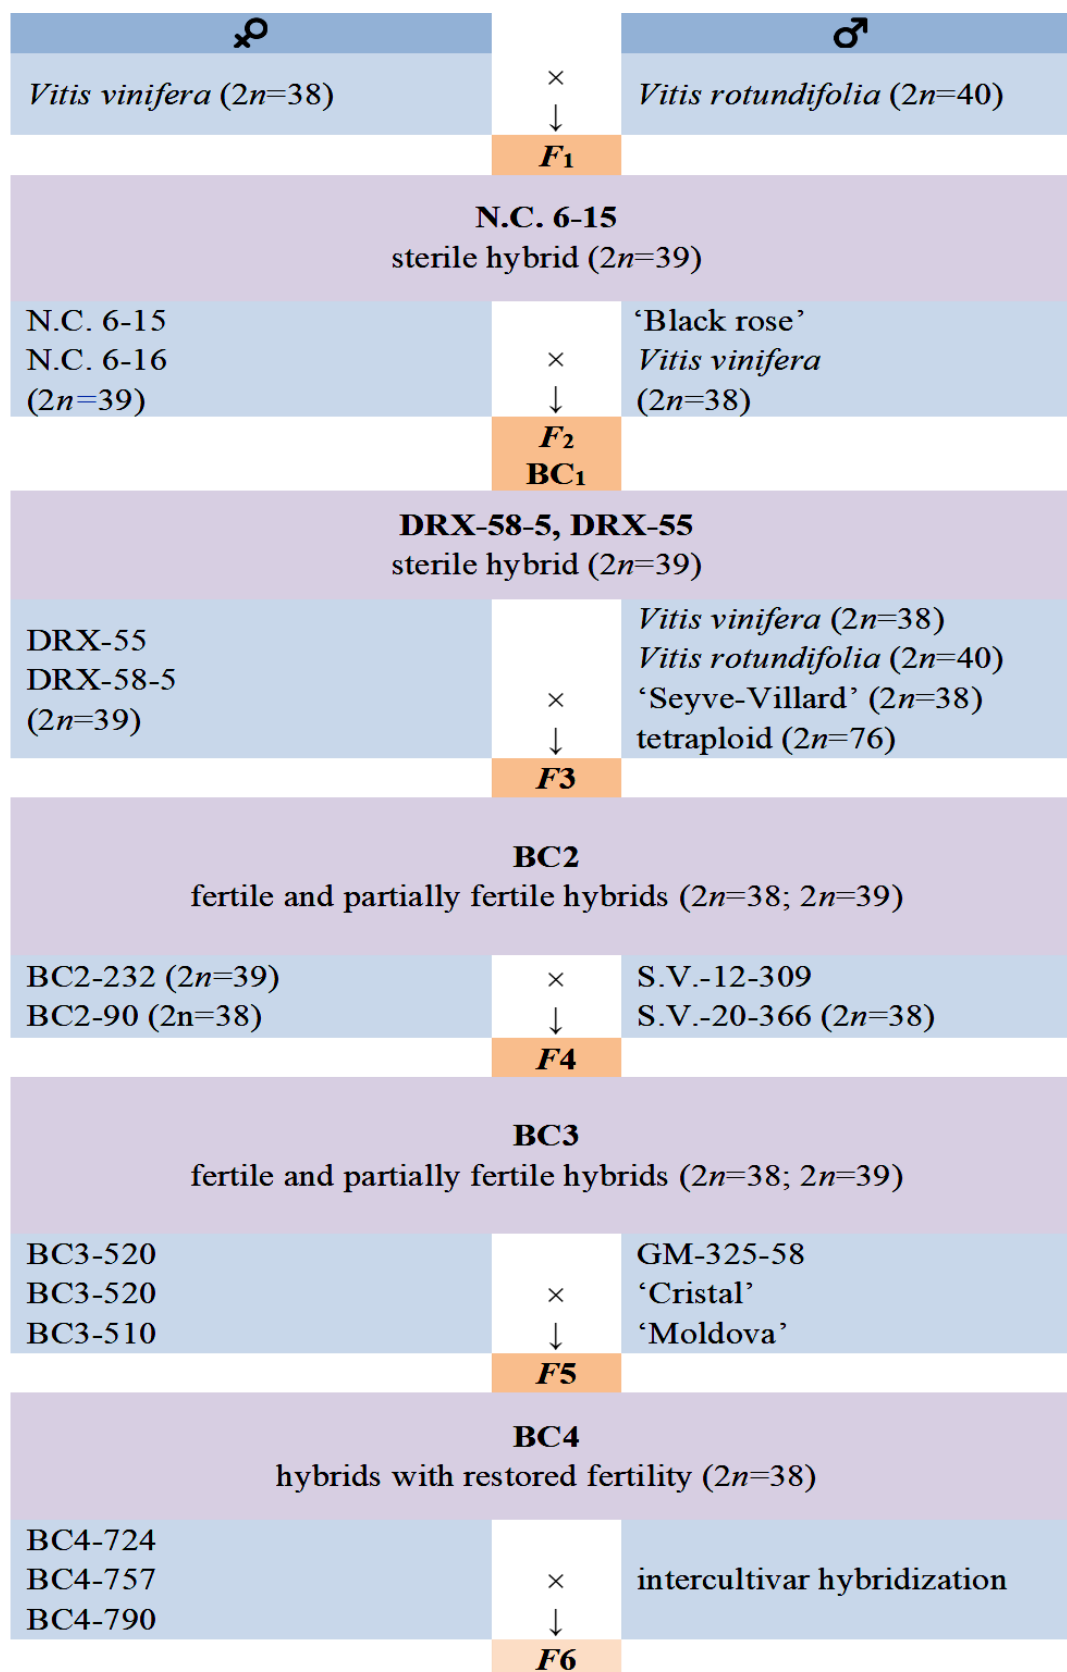 ♀ ♂
Vitis vinifera (2n=38) × Vitis rotundifolia (2n=40)
↓
F1
N.C. 6-15
sterile hybrid (2n=39)
N.C. 6-15 ‘Black rose’
N.C. 6-16 × Vitis vinifera
(2n=39) ↓ (2n=38)
F2
BC1
DRX-58-5, DRX-55
sterile hybrid (2n=39)
DRX-55
DRX-58-5
(2n=39)
×
↓
Vitis vinifera (2n=38)
Vitis rotundifolia (2n=40)
‘Seyve-Villard’ (2n=38)
tetraploid (2n=76)
F3
BC2
fertile and partially fertile hybrids (2n=38; 2n=39)
BC2-232 (2n=39) × S.V.-12-309
BC2-90 (2n=38) ↓ S.V.-20-366 (2n=38)
F4
BC3
fertile and partially fertile hybrids (2n=38; 2n=39)
BC3-520 GM-325-58
BC3-520 × ‘Cristal’
BC3-510 ↓ ‘Moldova’
F5
BC4
hybrids with restored fertility (2n=38)
BC4-724
BC4-757 × intercultivar hybridization
BC4-790 ↓
F6